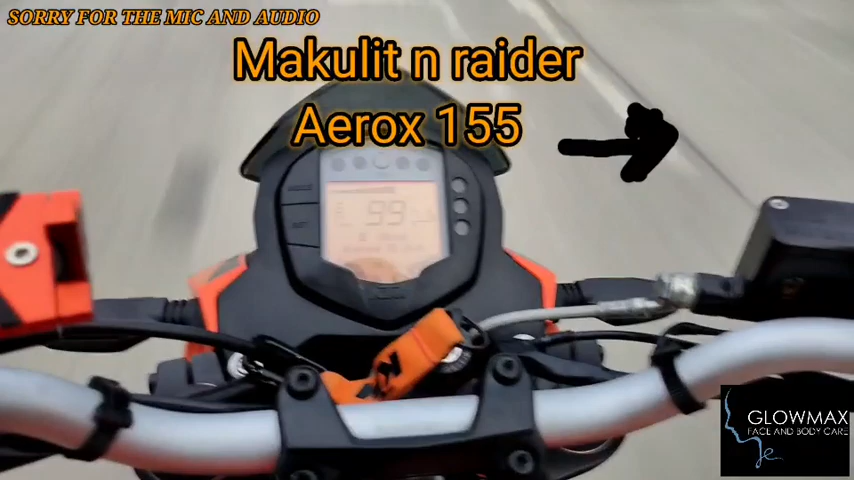 SORRY FOR THE MIC AND AUDIO
Makulit n raider
Aerox 155
99
GLOWMAX
FACE AND BODY CARE